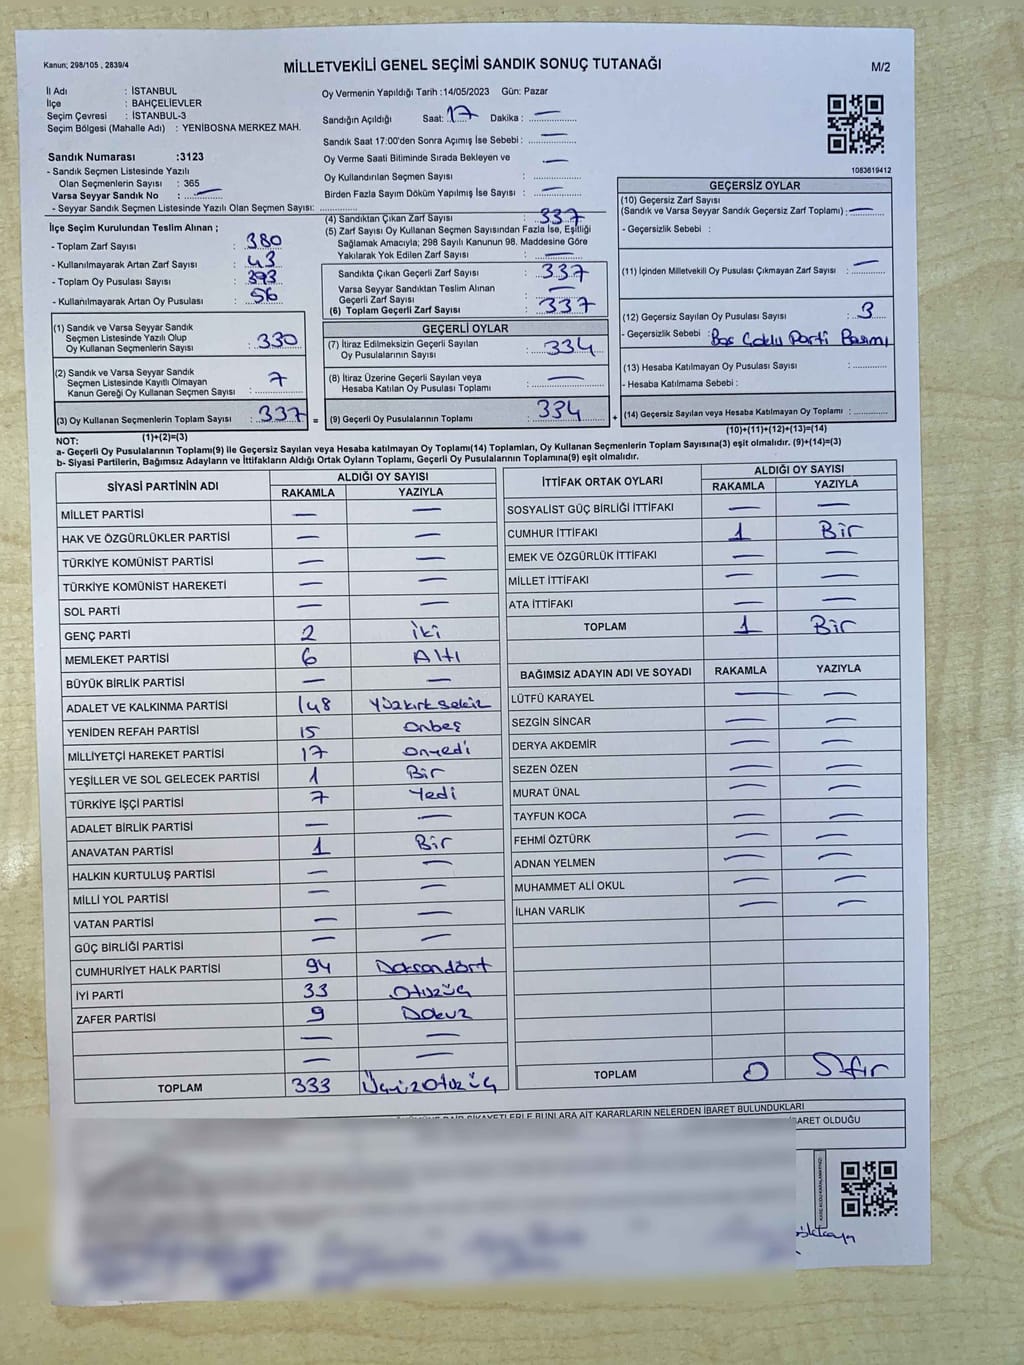 Kanun; 298/105 , 2839/4
MİLLETVEKİLİ GENEL SEÇİMİ SANDIK SONUÇ TUTANAĞI
M/2
İl Adı : İSTANBUL
İlçe : BAHÇELİEVLER
Seçim Çevresi : İSTANBUL-3
Seçim Bölgesi (Mahalle Adı) : YENİBOSNA MERKEZ MAH.
Sandık Numarası :3123
- Sandık Seçmen Listesinde Yazılı
Olan Seçmenlerin Sayısı : 365
Varsa Seyyar Sandık No : —
- Seyyar Sandık Seçmen Listesinde Yazılı Olan Seçmen Sayısı:
Oy Vermenin Yapıldığı Tarih :14/05/2023 Gün: Pazar
Sandığın Açıldığı Saat: 17 Dakika : —
Sandık Saat 17:00'den Sonra Açımış İse Sebebi : —
Oy Verme Saati Bitiminde Sırada Bekleyen ve —
Oy Kullandırılan Seçmen Sayısı :
Birden Fazla Sayım Döküm Yapılmış İse Sayısı : —
1083619412
İlçe Seçim Kurulundan Teslim Alınan ;
- Toplam Zarf Sayısı : 380
- Kullanılmayarak Artan Zarf Sayısı : 43
- Toplam Oy Pusulası Sayısı : 393
- Kullanılmayarak Artan Oy Pusulası : 56
(1) Sandık ve Varsa Seyyar Sandık
Seçmen Listesinde Yazılı Olup
Oy Kullanan Seçmenlerin Sayısı : 330
(2) Sandık ve Varsa Seyyar Sandık
Seçmen Listesinde Kayıtlı Olmayan 7
Kanun Gereği Oy Kullanan Seçmen Sayısı :
(3) Oy Kullanan Seçmenlerin Toplam Sayısı : 337 =
(1)+(2)=(3)
(4) Sandıktan Çıkan Zarf Sayısı : 337
(5) Zarf Sayısı Oy Kullanan Seçmen Sayısından Fazla İse, Eşitliği
Sağlamak Amacıyla; 298 Sayılı Kanunun 98. Maddesine Göre
Yakılarak Yok Edilen Zarf Sayısı : —
Sandıkta Çıkan Geçerli Zarf Sayısı : 337
Varsa Seyyar Sandıktan Teslim Alınan
Geçerli Zarf Sayısı : —
(6) Toplam Geçerli Zarf Sayısı : 337
GEÇERLİ OYLAR
(7) İtiraz Edilmeksizin Geçerli Sayılan
Oy Pusulalarının Sayısı : 334
(8) İtiraz Üzerine Geçerli Sayılan veya
Hesaba Katılan Oy Pusulası Toplamı : —
(9) Geçerli Oy Pusulalarının Toplamı : 334 +
GEÇERSİZ OYLAR
(10) Geçersiz Zarf Sayısı
(Sandık ve Varsa Seyyar Sandık Geçersiz Zarf Toplamı) : —
- Geçersizlik Sebebi :
(11) İçinden Milletvekili Oy Pusulası Çıkmayan Zarf Sayısı : —
(12) Geçersiz Sayılan Oy Pusulası Sayısı : 3
- Geçersizlik Sebebi : Boş Çoklu Parti Basımı
(13) Hesaba Katılmayan Oy Pusulası Sayısı :
- Hesaba Katılmama Sebebi :
(14) Geçersiz Sayılan veya Hesaba Katılmayan Oy Toplamı :
(10)+(11)+(12)+(13)=(14)
NOT:
a- Geçerli Oy Pusulalarının Toplamı(9) ile Geçersiz Sayılan veya Hesaba katılmayan Oy Toplamı(14) Toplamları, Oy Kullanan Seçmenlerin Toplam Sayısına(3) eşit olmalıdır. (9)+(14)=(3)
b- Siyasi Partilerin, Bağımsız Adayların ve İttifakların Aldığı Ortak Oyların Toplamı, Geçerli Oy Pusulalarının Toplamına(9) eşit olmalıdır.
SİYASİ PARTİNİN ADI
ALDIĞI OY SAYISI
RAKAMLA YAZIYLA
MİLLET PARTİSİ — —
HAK VE ÖZGÜRLÜKLER PARTİSİ — —
TÜRKİYE KOMÜNİST PARTİSİ — —
TÜRKİYE KOMÜNİST HAREKETİ — —
SOL PARTİ — —
GENÇ PARTİ 2 İki
MEMLEKET PARTİSİ 6 Altı
BÜYÜK BİRLİK PARTİSİ — —
ADALET VE KALKINMA PARTİSİ 148 Yüzkırksekiz
YENİDEN REFAH PARTİSİ 15 Onbeş
MİLLİYETÇİ HAREKET PARTİSİ 17 Onyedi
YEŞİLLER VE SOL GELECEK PARTİSİ 1 Bir
TÜRKİYE İŞÇİ PARTİSİ 7 Yedi
ADALET BİRLİK PARTİSİ — —
ANAVATAN PARTİSİ 1 Bir
HALKIN KURTULUŞ PARTİSİ — —
MİLLİ YOL PARTİSİ — —
VATAN PARTİSİ — —
GÜÇ BİRLİĞİ PARTİSİ — —
CUMHURİYET HALK PARTİSİ 94 Doksandört
İYİ PARTİ 33 Otuzüç
ZAFER PARTİSİ 9 Dokuz
— —
— —
TOPLAM 333 Üçyüzotuzüç
İTTİFAK ORTAK OYLARI
ALDIĞI OY SAYISI
RAKAMLA YAZIYLA
SOSYALİST GÜÇ BİRLİĞİ İTTİFAKI — —
CUMHUR İTTİFAKI 1 Bir
EMEK VE ÖZGÜRLÜK İTTİFAKI — —
MİLLET İTTİFAKI — —
ATA İTTİFAKI — —
TOPLAM 1 Bir
BAĞIMSIZ ADAYIN ADI VE SOYADI RAKAMLA YAZIYLA
LÜTFÜ KARAYEL — —
SEZGİN SİNCAR — —
DERYA AKDEMİR — —
SEZEN ÖZEN — —
MURAT ÜNAL — —
TAYFUN KOCA — —
FEHMİ ÖZTÜRK — —
ADNAN YELMEN — —
MUHAMMET ALİ OKUL — —
İLHAN VARLIK — —
TOPLAM 0 Sıfır
ŞİKAYETLERLE BUNLARA AİT KARARLARIN NELERDEN İBARET BULUNDUKLARI
BARET OLDUĞU